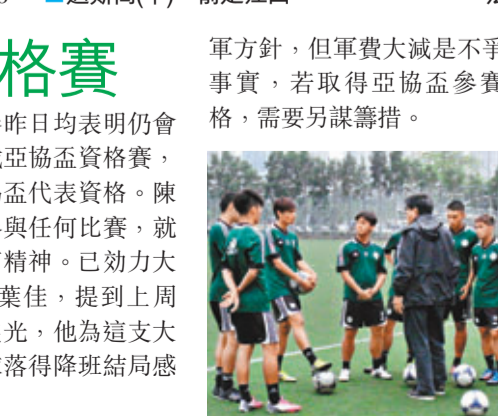 格賽
昨日均表明仍會
亞協盃資格賽，
盃代表資格。陳
與任何比賽，就
精神。已効力大
葉佳，提到上周
光，他為這支大
落得降班結局感
軍方針，但軍費大減是不爭
事實，若取得亞協盃參賽
格，需要另謀籌措。